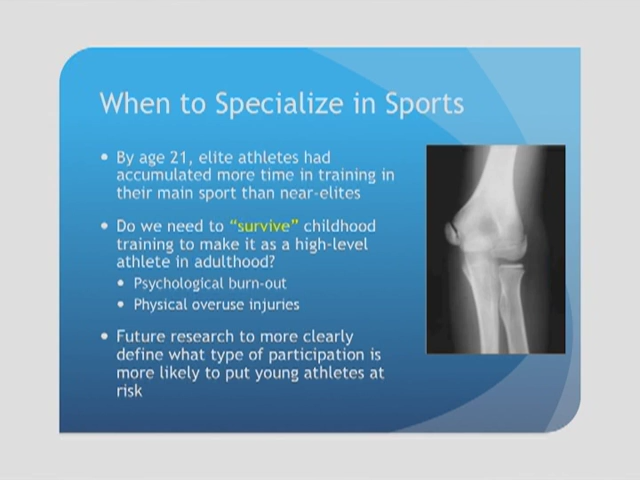 When to Specialize in Sports
• By age 21, elite athletes had
accumulated more time in training in
their main sport than near-elites
• Do we need to “survive” childhood
training to make it as a high-level
athlete in adulthood?
• Psychological burn-out
• Physical overuse injuries
• Future research to more clearly
define what type of participation is
more likely to put young athletes at
risk